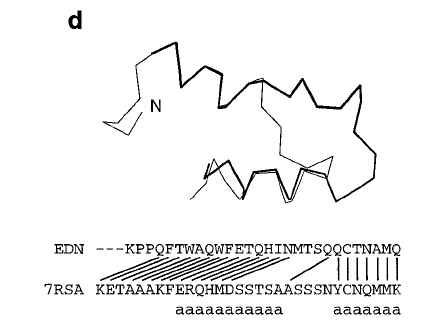 d
N
EDN ---KPPQFTWAQWFETQHINMTSQQCTNAMQ
7RSA KETAAAKFERQHMDSSTSAASSSNYCNQMMK
aaaaaaaaaaa aaaaaaa